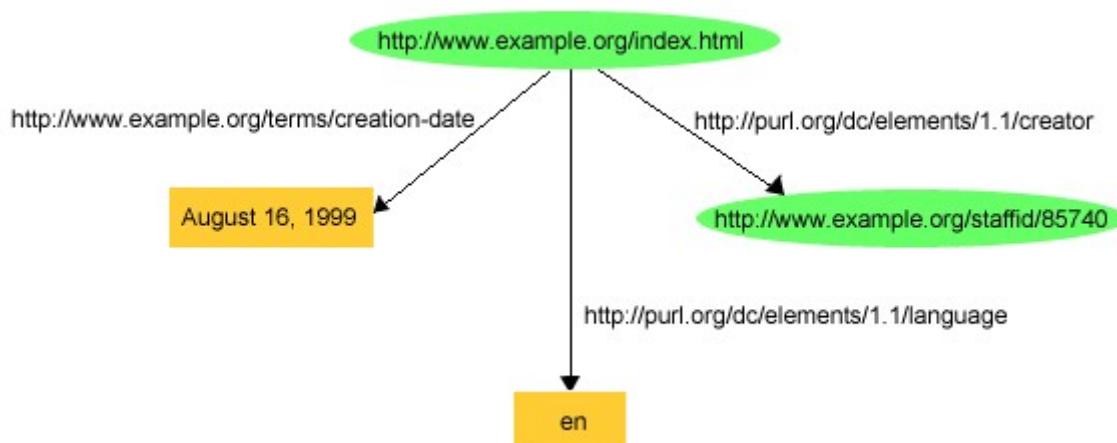 http://www.example.org/index.html
http://www.example.org/terms/creation-date
http://purl.org/dc/elements/1.1/creator
August 16, 1999
http://www.example.org/staffid/85740
http://purl.org/dc/elements/1.1/language
en